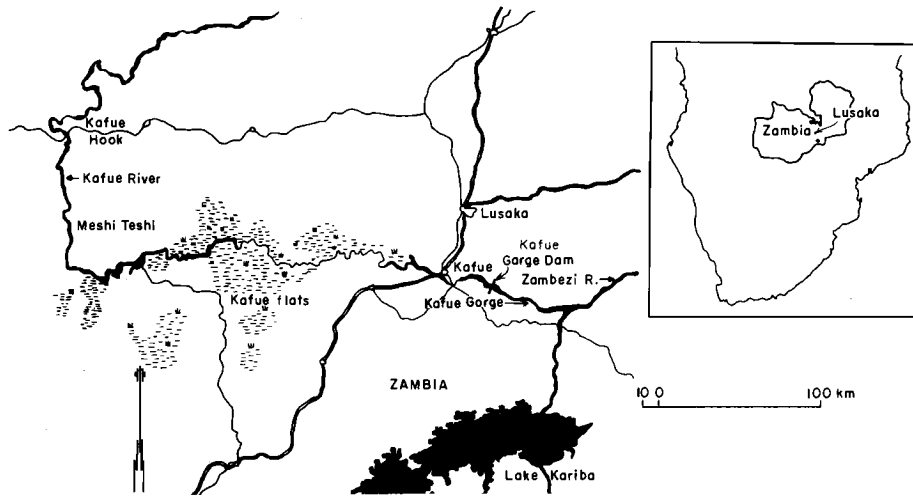 Kafue
Hook
Kafue River
Meshi Teshi
Lusaka
Kafue
Gorge Dam
Kafue
Zambezi R.
Kafue flats
Kafue Gorge
ZAMBIA
Lake Kariba
Lusaka
Zambia
10 0 100 km